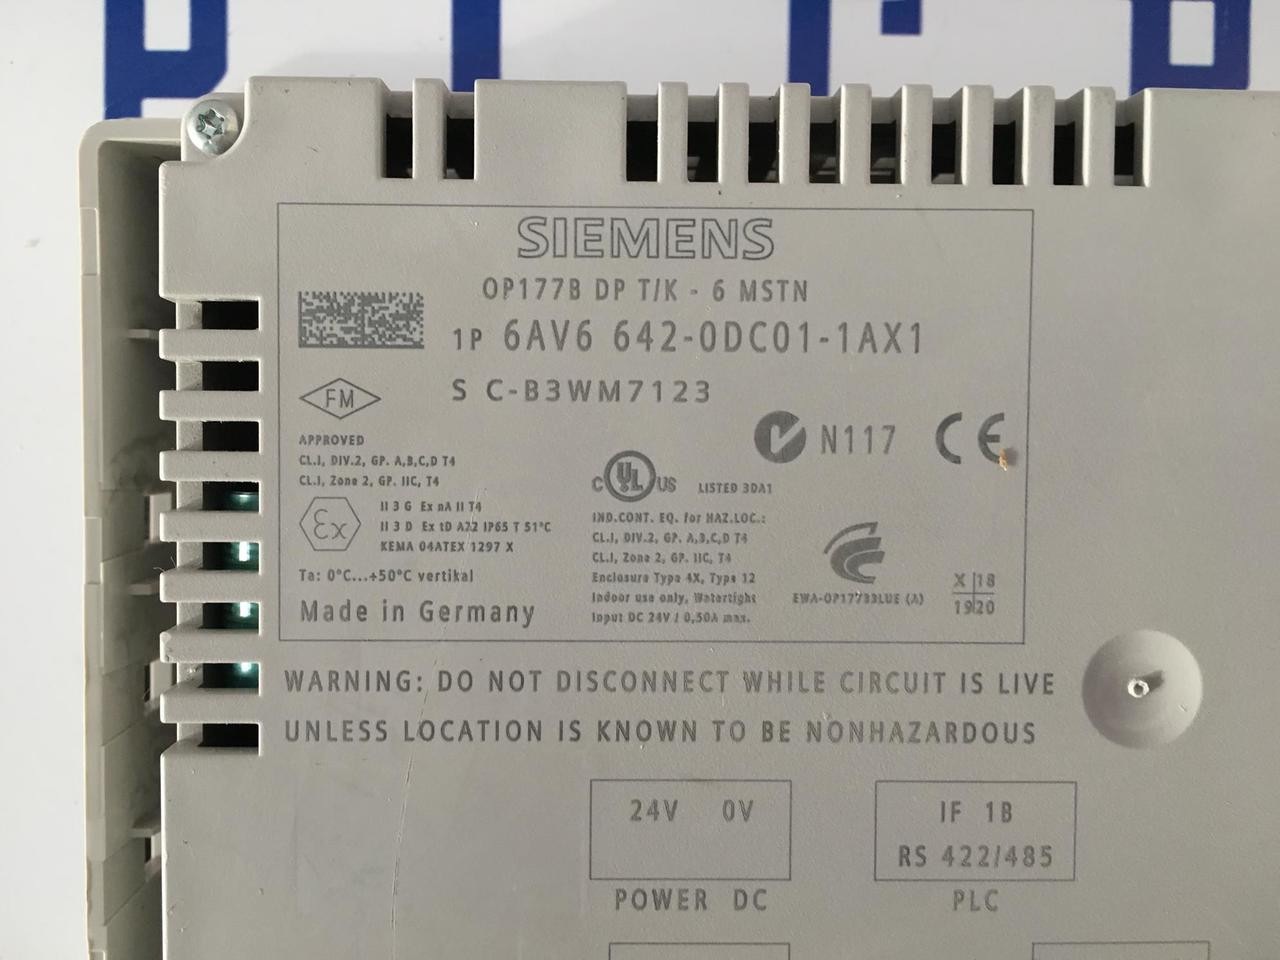 SIEMENS
OP177B DP T/K - 6 MSTN
1P 6AV6 642-0DC01-1AX1
S C-B3WM7123
FM
N117 CE
APPROVED
CL.I, DIV.2, GP. A,B,C,D T4
CL.I, Zone 2, GP. IIC, T4
C UL US LISTED 3DA1
Ex
II 3 G Ex nA II T4
II 3 D Ex tD A22 IP65 T 51°C
KEMA 04ATEX 1297 X
IND.CONT. EQ. for HAZ.LOC.:
CL.I, DIV.2, GP. A,B,C,D T4
CL.I, Zone 2, GP. IIC, T4
Enclosure Type 4X, Type 12
Indoor use only, Watertight
Input DC 24V / 0,50A max.
Ta: 0°C...+50°C vertikal
Made in Germany
EWA-OP177B3LUE (A)
X 18
19 20
WARNING: DO NOT DISCONNECT WHILE CIRCUIT IS LIVE
UNLESS LOCATION IS KNOWN TO BE NONHAZARDOUS
24V 0V
POWER DC
IF 1B
RS 422/485
PLC